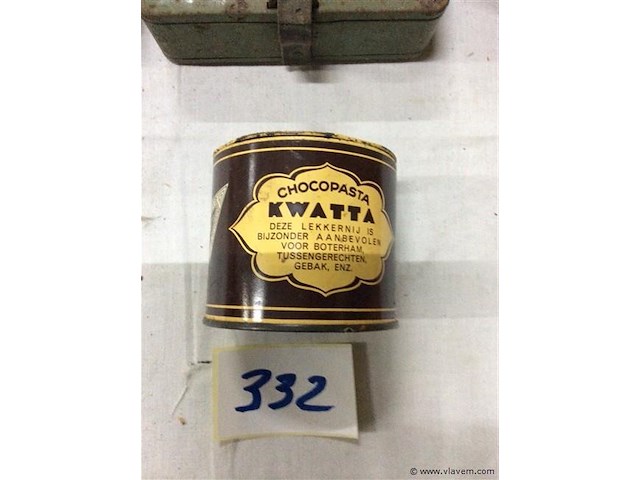 CHOCOPASTA
KWATTA
DEZE LEKKERNIJ IS
BIJZONDER AANBEVOLEN
VOOR BOTERHAM,
TUSSENGERECHTEN,
GEBAK, ENZ.
332
© www.vlavem.com